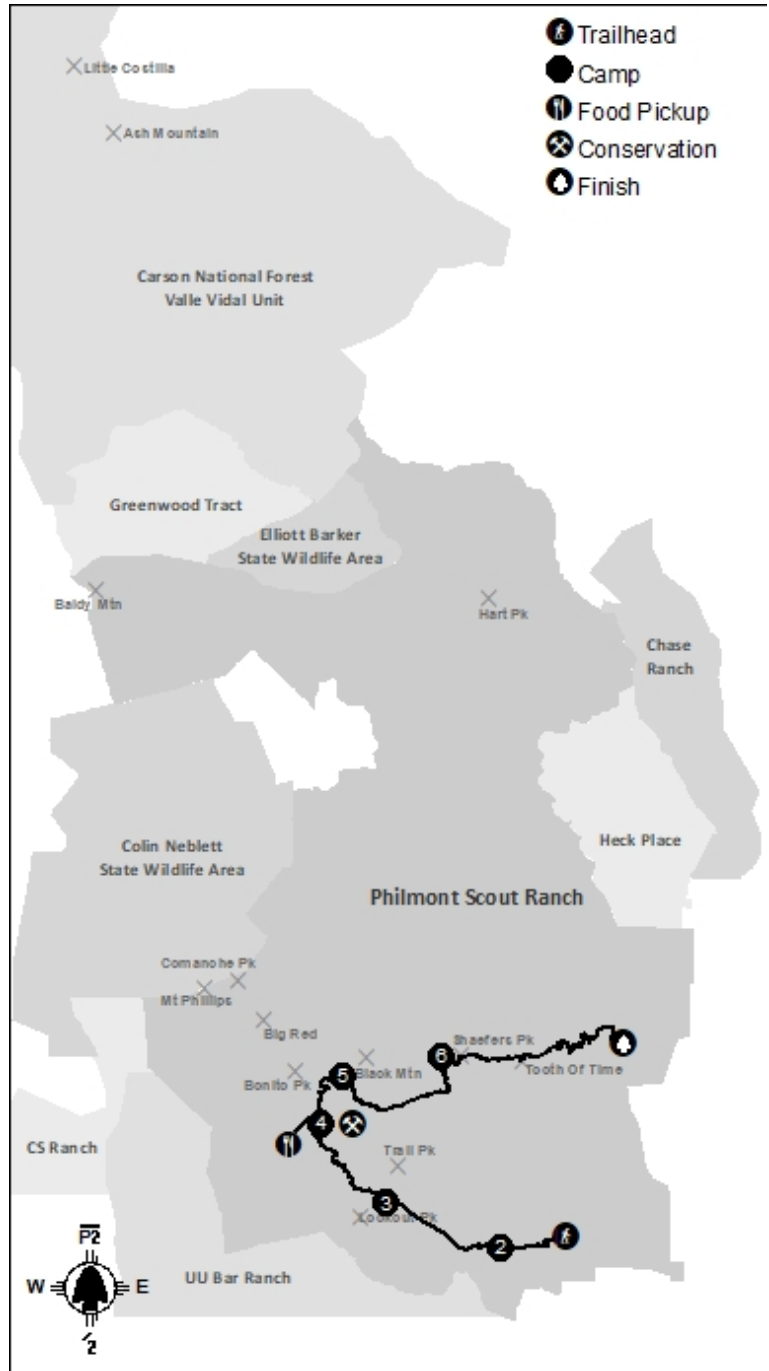 Trailhead
Camp
Food Pickup
Conservation
Finish
Little Costilla
Ash Mountain
Carson National Forest
Valle Vidal Unit
Greenwood Tract
Elliott Barker
State Wildlife Area
Baldy Mtn
Hart Pk
Chase
Ranch
Colin Neblett
State Wildlife Area
Heck Place
Philmont Scout Ranch
Comanche Pk
Mt Phillips
Big Red
Shaefers Pk
6
Black Mtn
Tooth Of Time
Bonito Pk
5
4
CS Ranch
Trail Pk
3
Lookout Pk
2
UU Bar Ranch
W
E